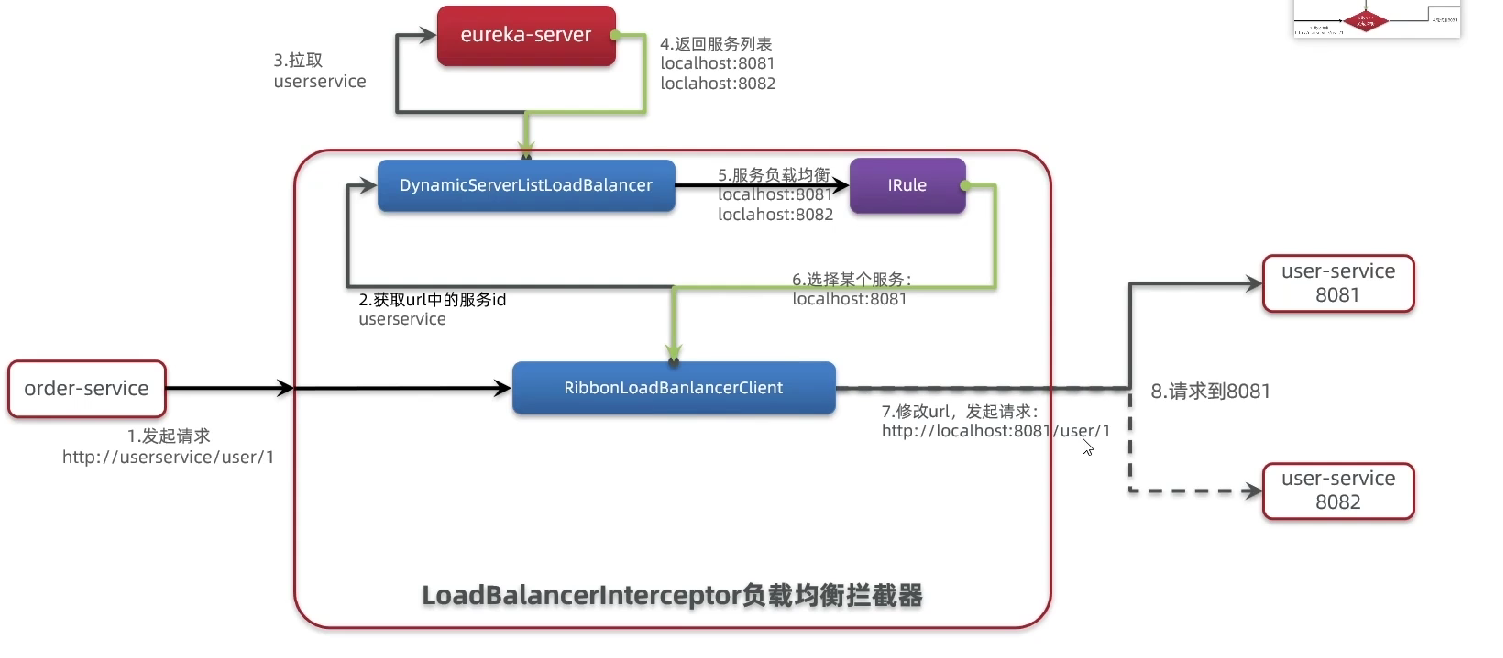 eureka-server
3.拉取
userservice
4.返回服务列表
localhost:8081
loclahost:8082
DynamicServerListLoadBalancer
5.服务负载均衡
localhost:8081
loclahost:8082
IRule
2.获取url中的服务id
userservice
6.选择某个服务：
localhost:8081
order-service
1.发起请求
http://userservice/user/1
RibbonLoadBanlancerClient
7.修改url，发起请求：
http://localhost:8081/user/1
8.请求到8081
user-service
8081
user-service
8082
LoadBalancerInterceptor负载均衡拦截器